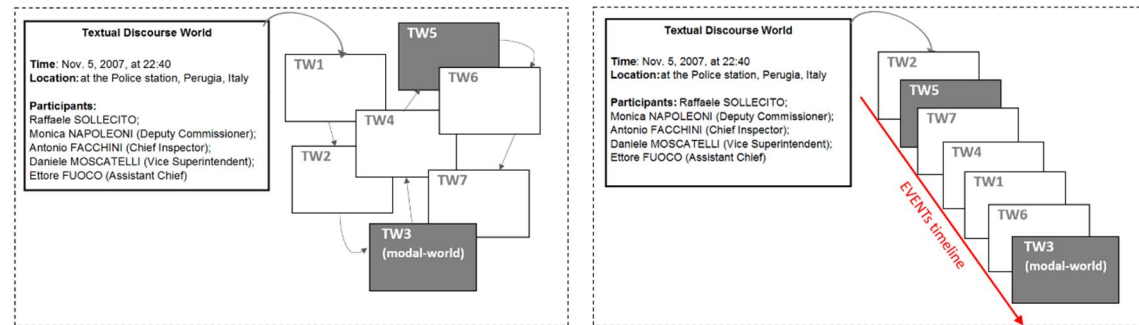 Textual Discourse World
Time: Nov. 5, 2007, at 22:40
Location: at the Police station, Perugia, Italy
Participants:
Raffaele SOLLECITO;
Monica NAPOLEONI (Deputy Commissioner);
Antonio FACCHINI (Chief Inspector);
Daniele MOSCATELLI (Vice Superintendent);
Ettore FUOCO (Assistant Chief)
TW1
TW2
TW3
(modal-world)
TW4
TW5
TW6
TW7
Textual Discourse World
Time: Nov. 5, 2007, at 22:40
Location: at the Police station, Perugia, Italy
Participants: Raffaele SOLLECITO;
Monica NAPOLEONI (Deputy Commissioner);
Antonio FACCHINI (Chief Inspector);
Daniele MOSCATELLI (Vice Superintendent);
Ettore FUOCO (Assistant Chief)
TW2
TW5
TW7
TW4
TW1
TW6
TW3
(modal-world)
EVENTs timeline